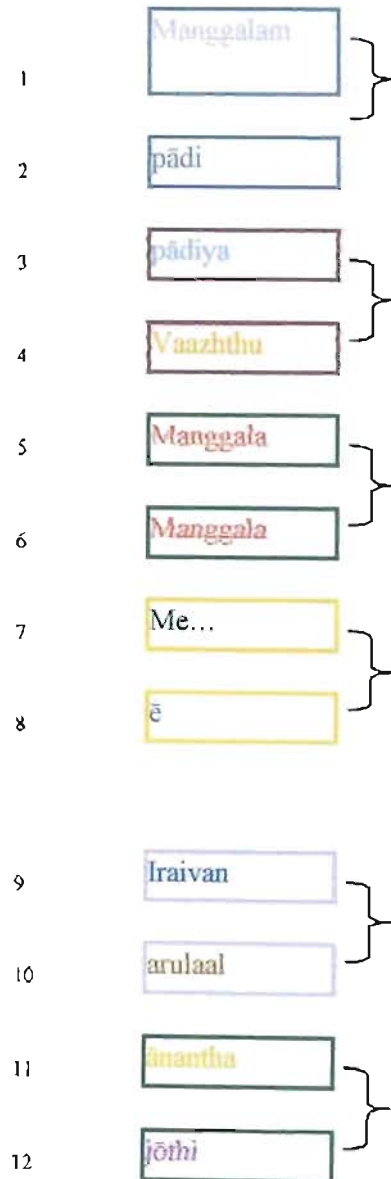 1 Manggalam
2 pādi
3 pādiya
4 Vaazhthu
5 Manggala
6 Manggala
7 Me...
8 ē
9 Iraivan
10 arulaal
11 ānantha
12 jōthi